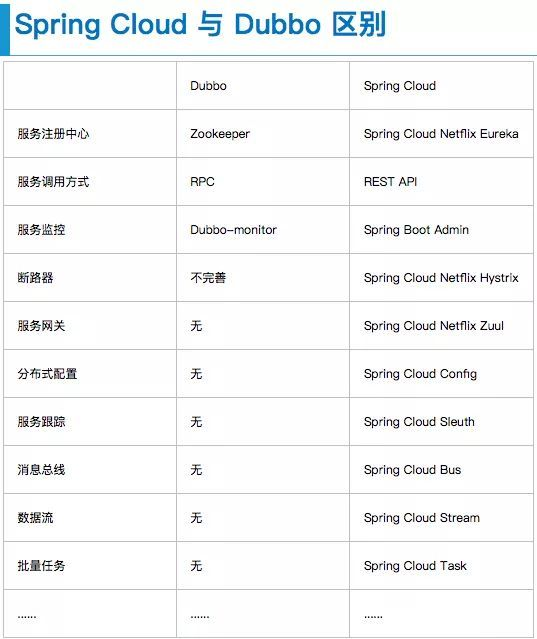 Spring Cloud 与 Dubbo 区别
Dubbo Spring Cloud
服务注册中心 Zookeeper Spring Cloud Netflix Eureka
服务调用方式 RPC REST API
服务监控 Dubbo-monitor Spring Boot Admin
断路器 不完善 Spring Cloud Netflix Hystrix
服务网关 无 Spring Cloud Netflix Zuul
分布式配置 无 Spring Cloud Config
服务跟踪 无 Spring Cloud Sleuth
消息总线 无 Spring Cloud Bus
数据流 无 Spring Cloud Stream
批量任务 无 Spring Cloud Task
...... ...... ......